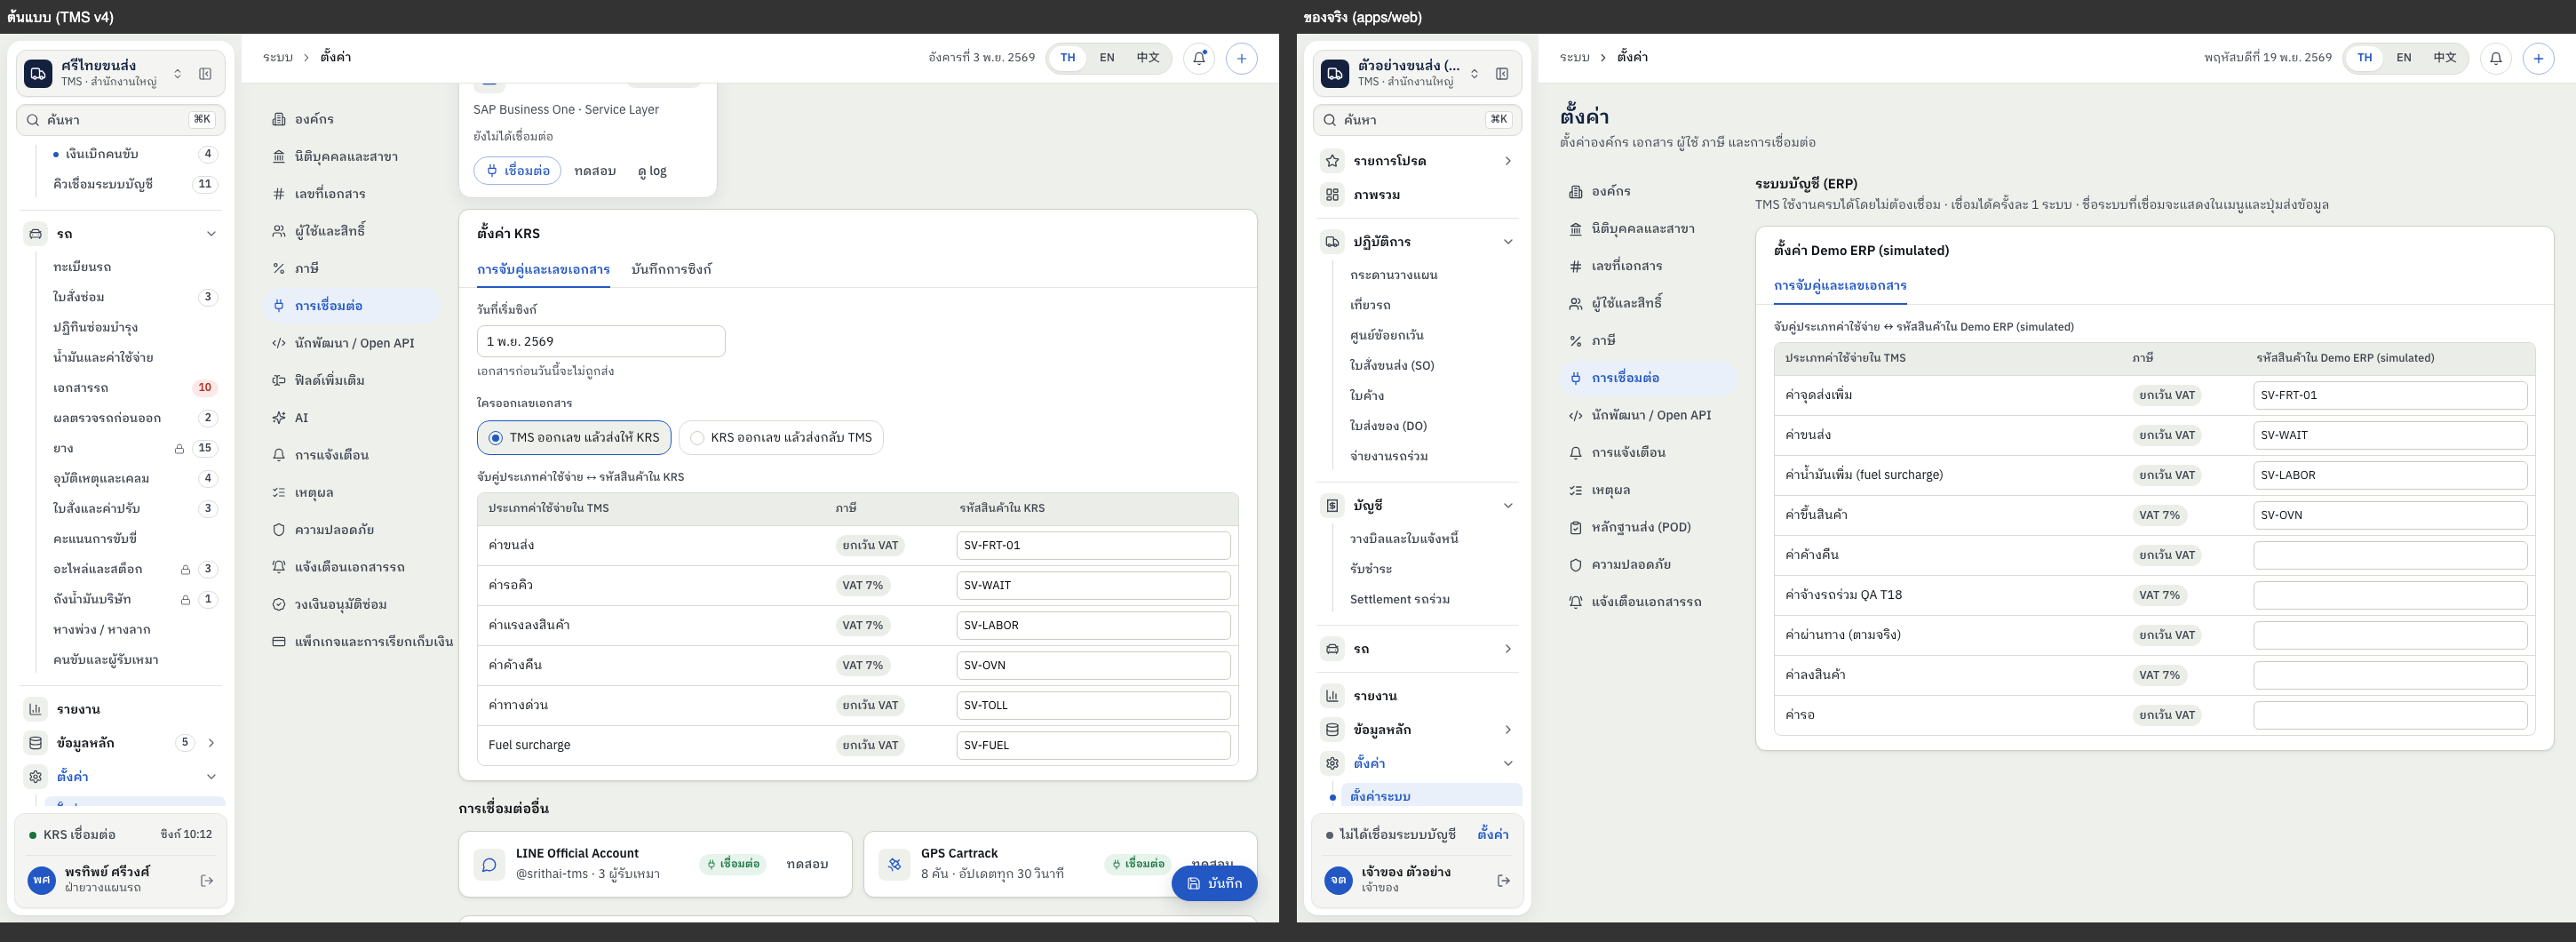 ต้นแบบ (TMS v4)
ศรีไทยขนส่ง
TMS · สำนักงานใหญ่
ค้นหา
⌘K
เงินเบิกคนขับ 4
คิวเชื่อมระบบบัญชี 11
รถ
ทะเบียนรถ
ใบสั่งซ่อม 3
ปฏิทินซ่อมบำรุง
น้ำมันและค่าใช้จ่าย
เอกสารรถ 10
ผลตรวจรถก่อนออก 2
ยาง 15
อุบัติเหตุและเคลม 4
ใบสั่งและค่าปรับ 3
คะแนนการขับขี่
อะไหล่และสต็อก 3
ถังน้ำมันบริษัท 1
หางพ่วง / หางลาก
คนขับและผู้รับเหมา
รายงาน
ข้อมูลหลัก 5
ตั้งค่า
KRS เชื่อมต่อ ซิงก์ 10:12
พศ
พรทิพย์ ศรีวงศ์
ฝ่ายวางแผนรถ
ระบบ > ตั้งค่า
อังคารที่ 3 พ.ย. 2569 TH EN 中文
องค์กร
นิติบุคคลและสาขา
# เลขที่เอกสาร
ผู้ใช้และสิทธิ์
% ภาษี
การเชื่อมต่อ
</> นักพัฒนา / Open API
ฟิลด์เพิ่มเติม
AI
การแจ้งเตือน
เหตุผล
ความปลอดภัย
แจ้งเตือนเอกสารรถ
วงเงินอนุมัติซ่อม
แพ็กเกจและการเรียกเก็บเงิน
SAP Business One · Service Layer
ยังไม่ได้เชื่อมต่อ
เชื่อมต่อ ทดสอบ ดู log
ตั้งค่า KRS
การจับคู่และเลขเอกสาร บันทึกการซิงก์
วันที่เริ่มซิงก์
1 พ.ย. 2569
เอกสารก่อนวันนี้จะไม่ถูกส่ง
ใครออกเลขเอกสาร
TMS ออกเลข แล้วส่งให้ KRS KRS ออกเลข แล้วส่งกลับ TMS
จับคู่ประเภทค่าใช้จ่าย ↔ รหัสสินค้าใน KRS
ประเภทค่าใช้จ่ายใน TMS ภาษี รหัสสินค้าใน KRS
ค่าขนส่ง ยกเว้น VAT SV-FRT-01
ค่ารอคิว VAT 7% SV-WAIT
ค่าแรงลงสินค้า VAT 7% SV-LABOR
ค่าค้างคืน VAT 7% SV-OVN
ค่าทางด่วน ยกเว้น VAT SV-TOLL
Fuel surcharge ยกเว้น VAT SV-FUEL
การเชื่อมต่ออื่น
LINE Official Account
@srithai-tms · 3 ผู้รับเหมา
เชื่อมต่อ ทดสอบ
GPS Cartrack
8 คัน · อัปเดตทุก 30 วินาที
เชื่อมต่อ ทดสอบ
บันทึก
ของจริง (apps/web)
ตัวอย่างขนส่ง (...
TMS · สำนักงานใหญ่
ค้นหา
⌘K
รายการโปรด
ภาพรวม
ปฏิบัติการ
กระดานวางแผน
เที่ยวรถ
ศูนย์ข้อยกเว้น
ใบสั่งขนส่ง (SO)
ใบค้าง
ใบส่งของ (DO)
จ่ายงานรถร่วม
บัญชี
วางบิลและใบแจ้งหนี้
รับชำระ
Settlement รถร่วม
รถ
รายงาน
ข้อมูลหลัก
ตั้งค่า
ตั้งค่าระบบ
ไม่ได้เชื่อมระบบบัญชี ตั้งค่า
จต
เจ้าของ ตัวอย่าง
เจ้าของ
ระบบ > ตั้งค่า
พฤหัสบดีที่ 19 พ.ย. 2569 TH EN 中文
ตั้งค่า
ตั้งค่าองค์กร เอกสาร ผู้ใช้ ภาษี และการเชื่อมต่อ
องค์กร
นิติบุคคลและสาขา
# เลขที่เอกสาร
ผู้ใช้และสิทธิ์
% ภาษี
การเชื่อมต่อ
</> นักพัฒนา / Open API
การแจ้งเตือน
เหตุผล
หลักฐานส่ง (POD)
ความปลอดภัย
แจ้งเตือนเอกสารรถ
ระบบบัญชี (ERP)
TMS ใช้งานครบได้โดยไม่ต้องเชื่อม · เชื่อมได้ครั้งละ 1 ระบบ · ชื่อระบบที่เชื่อมจะแสดงในเมนูและปุ่มส่งข้อมูล
ตั้งค่า Demo ERP (simulated)
การจับคู่และเลขเอกสาร
จับคู่ประเภทค่าใช้จ่าย ↔ รหัสสินค้าใน Demo ERP (simulated)
ประเภทค่าใช้จ่ายใน TMS ภาษี รหัสสินค้าใน Demo ERP (simulated)
ค่าจุดส่งเพิ่ม ยกเว้น VAT SV-FRT-01
ค่าขนส่ง ยกเว้น VAT SV-WAIT
ค่าน้ำมันเพิ่ม (fuel surcharge) ยกเว้น VAT SV-LABOR
ค่าขึ้นสินค้า VAT 7% SV-OVN
ค่าค้างคืน ยกเว้น VAT
ค่าจ้างรถร่วม QA T18 VAT 7%
ค่าผ่านทาง (ตามจริง) ยกเว้น VAT
ค่าลงสินค้า VAT 7%
ค่ารอ ยกเว้น VAT